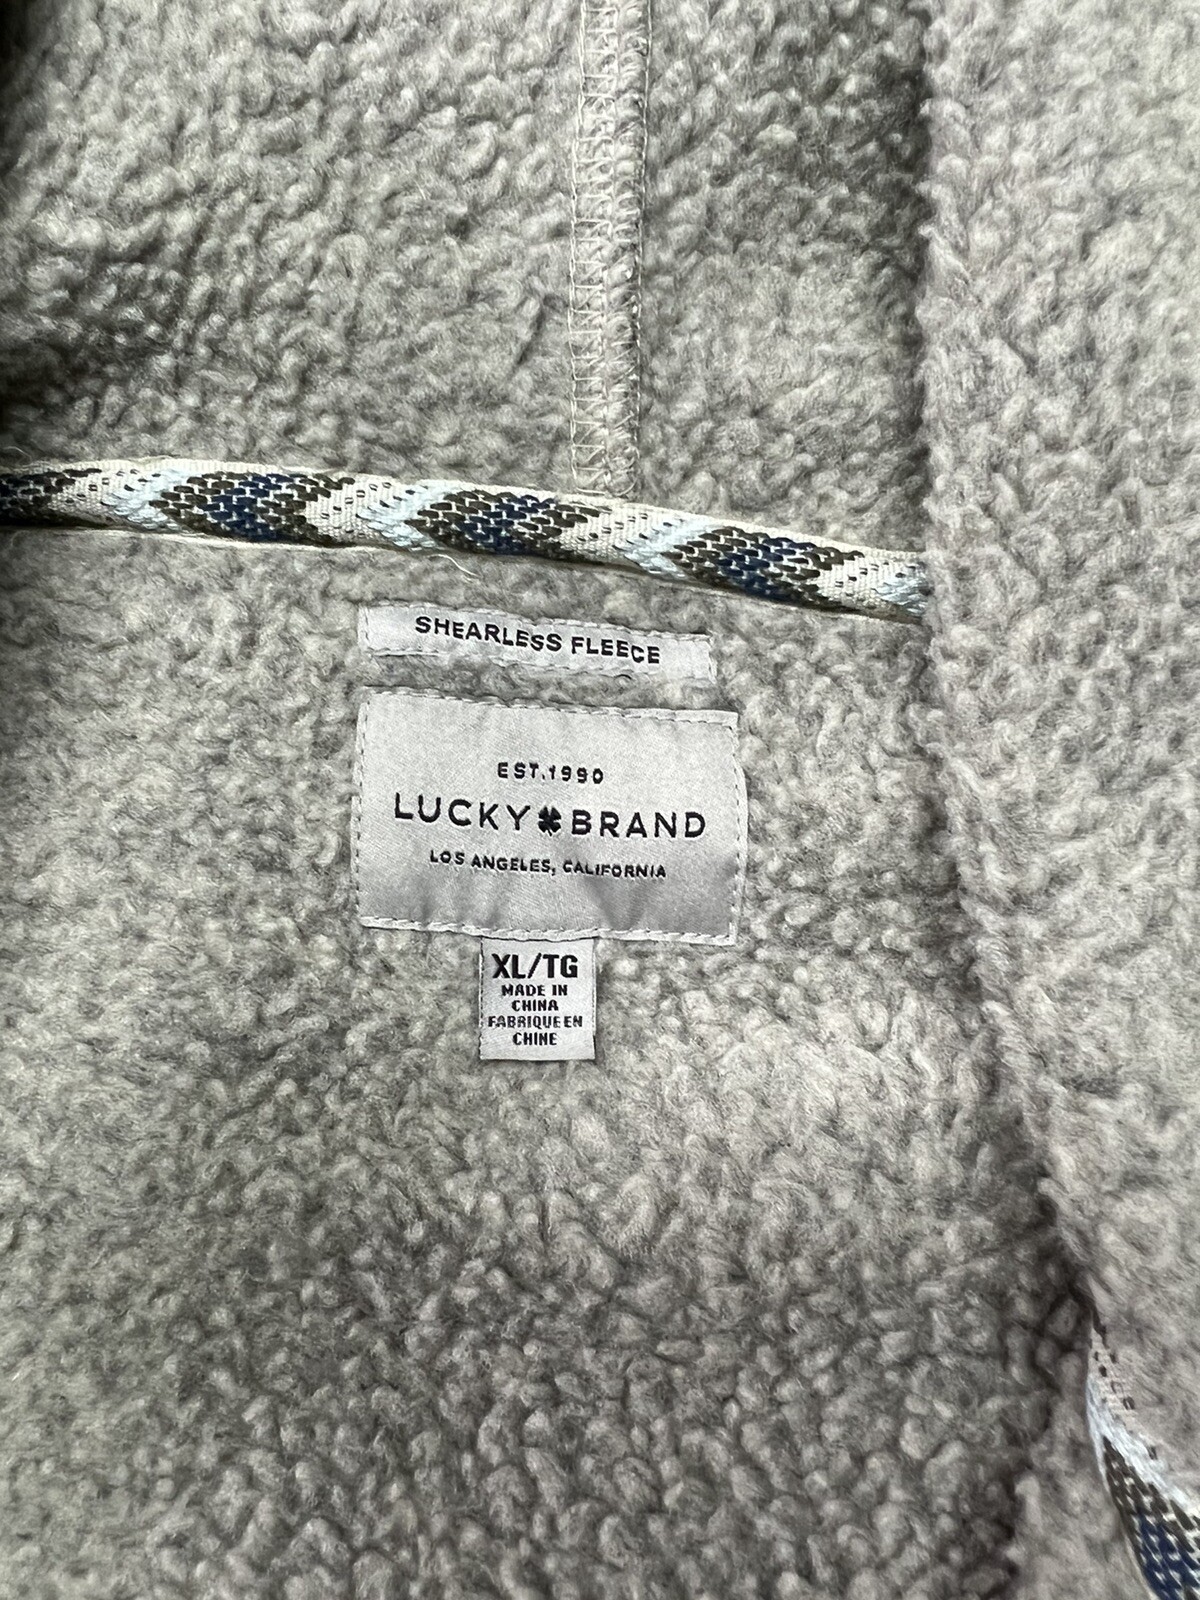 SHEARLESS FLEECE
EST.1990
LUCKY BRAND
LOS ANGELES, CALIFORNIA
XL/TG
MADE IN
CHINA
FABRIQUE EN
CHINE